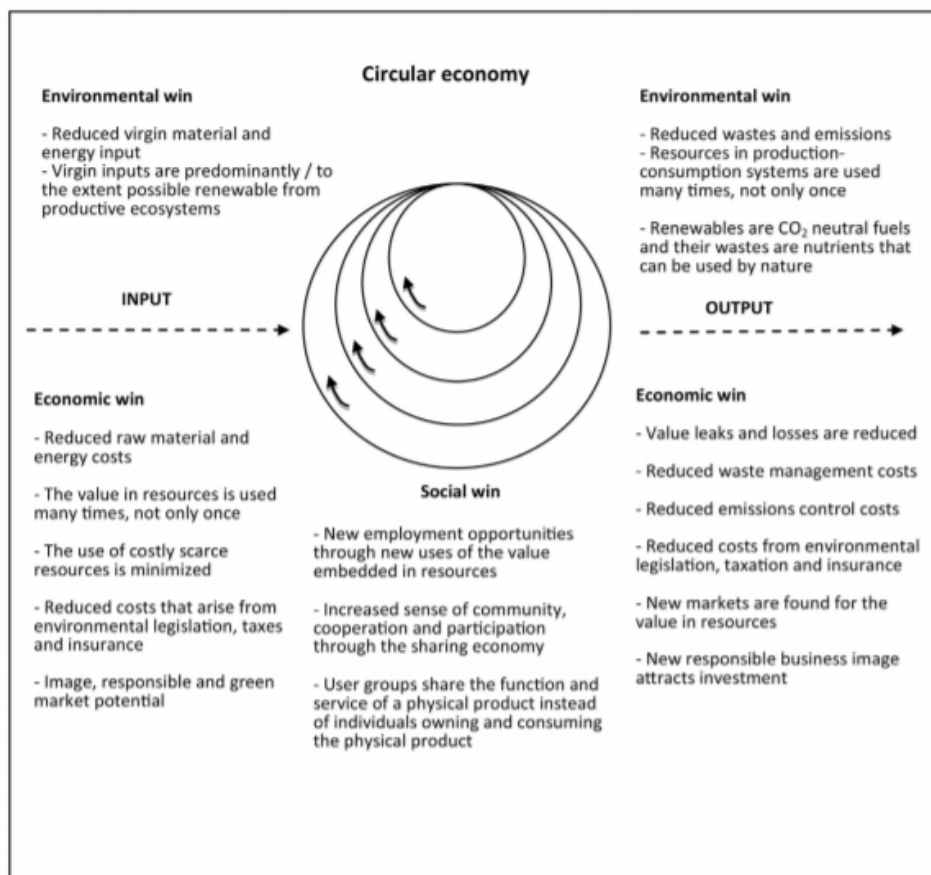 Circular economy
Environmental win
- Reduced virgin material and
energy input
- Virgin inputs are predominantly / to
the extent possible renewable from
productive ecosystems
INPUT
Economic win
- Reduced raw material and
energy costs
- The value in resources is used
many times, not only once
- The use of costly scarce
resources is minimized
- Reduced costs that arise from
environmental legislation, taxes
and insurance
- Image, responsible and green
market potential
Social win
- New employment opportunities
through new uses of the value
embedded in resources
- Increased sense of community,
cooperation and participation
through the sharing economy
- User groups share the function and
service of a physical product instead
of individuals owning and consuming
the physical product
Environmental win
- Reduced wastes and emissions
- Resources in production-
consumption systems are used
many times, not only once
- Renewables are CO₂ neutral fuels
and their wastes are nutrients that
can be used by nature
OUTPUT
Economic win
- Value leaks and losses are reduced
- Reduced waste management costs
- Reduced emissions control costs
- Reduced costs from environmental
legislation, taxation and insurance
- New markets are found for the
value in resources
- New responsible business image
attracts investment